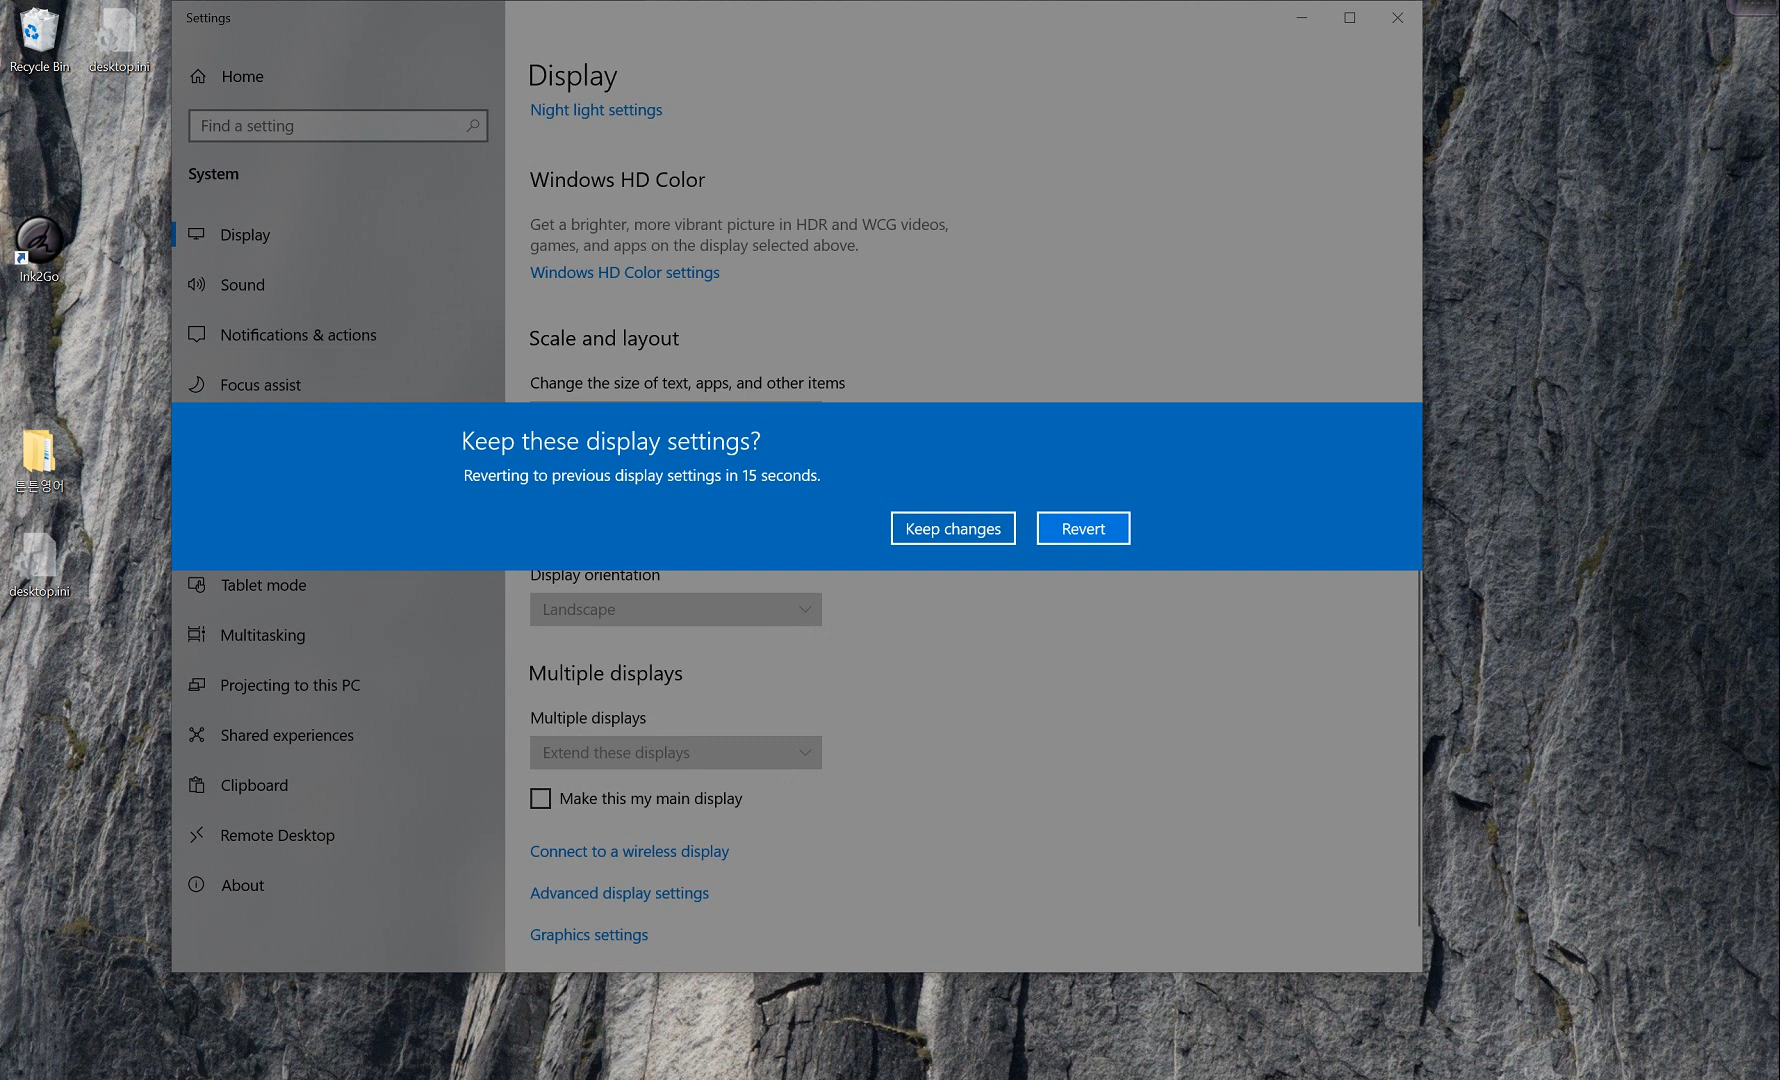 Recycle Bin
desktop.ini
Ink2Go
튼튼영어
desktop.ini
Settings
Home
Find a setting
System
Display
Sound
Notifications & actions
Focus assist
Tablet mode
Multitasking
Projecting to this PC
Shared experiences
Clipboard
Remote Desktop
About
Display
Night light settings
Windows HD Color
Get a brighter, more vibrant picture in HDR and WCG videos,
games, and apps on the display selected above.
Windows HD Color settings
Scale and layout
Change the size of text, apps, and other items
Keep these display settings?
Reverting to previous display settings in 15 seconds.
Keep changes
Revert
Display orientation
Landscape
Multiple displays
Multiple displays
Extend these displays
Make this my main display
Connect to a wireless display
Advanced display settings
Graphics settings